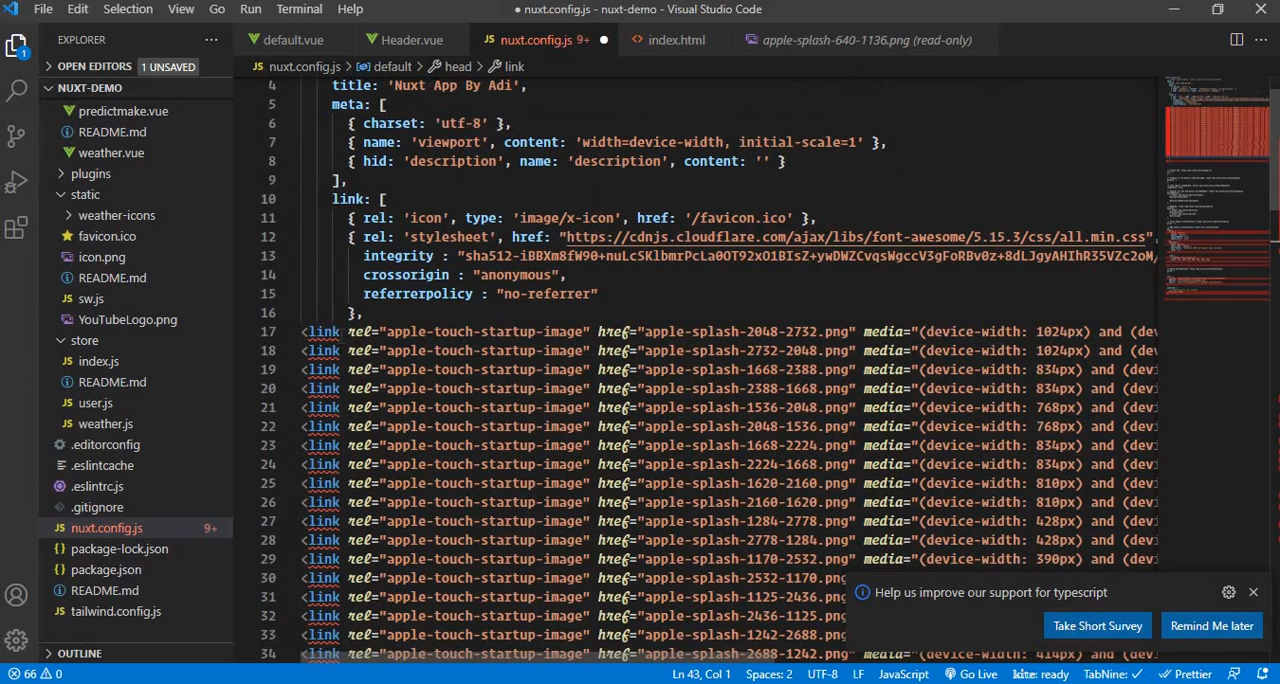 File Edit Selection View Go Run Terminal Help ● nuxt.config.js - nuxt-demo - Visual Studio Code
EXPLORER ··· default.vue Header.vue nuxt.config.js 9+ ● index.html apple-splash-640-1136.png (read-only) ···
1 OPEN EDITORS 1 UNSAVED nuxt.config.js > default > head > link
NUXT-DEMO 4 title: 'Nuxt App By Adi',
predictmake.vue 5 meta: [
README.md 6 { charset: 'utf-8' },
weather.vue 7 { name: 'viewport', content: 'width=device-width, initial-scale=1' },
plugins 8 { hid: 'description', name: 'description', content: '' }
static 9 ],
weather-icons 10 link: [
favicon.ico 11 { rel: 'icon', type: 'image/x-icon', href: '/favicon.ico' },
icon.png 12 { rel: 'stylesheet', href: "https://cdnjs.cloudflare.com/ajax/libs/font-awesome/5.15.3/css/all.min.css",
README.md 13 integrity : "sha512-iBBXm8fW90+nuLcSKlbmrPcLa0OT92xO1BIsZ+ywDWZCvqsWgccV3gFoRBv0z+8dLJgyAHIhR35VZc2oM/
sw.js 14 crossorigin : "anonymous",
YouTubeLogo.png 15 referrerpolicy : "no-referrer"
store 16 },
index.js 17 <link rel="apple-touch-startup-image" href="apple-splash-2048-2732.png" media="(device-width: 1024px) and (dev
README.md 18 <link rel="apple-touch-startup-image" href="apple-splash-2732-2048.png" media="(device-width: 1024px) and (dev
user.js 19 <link rel="apple-touch-startup-image" href="apple-splash-1668-2388.png" media="(device-width: 834px) and (devi
weather.js 20 <link rel="apple-touch-startup-image" href="apple-splash-2388-1668.png" media="(device-width: 834px) and (devi
.editorconfig 21 <link rel="apple-touch-startup-image" href="apple-splash-1536-2048.png" media="(device-width: 768px) and (devi
.eslintcache 22 <link rel="apple-touch-startup-image" href="apple-splash-2048-1536.png" media="(device-width: 768px) and (devi
.eslintrc.js 23 <link rel="apple-touch-startup-image" href="apple-splash-1668-2224.png" media="(device-width: 834px) and (devi
.gitignore 24 <link rel="apple-touch-startup-image" href="apple-splash-2224-1668.png" media="(device-width: 834px) and (devi
nuxt.config.js 9+ 25 <link rel="apple-touch-startup-image" href="apple-splash-1620-2160.png" media="(device-width: 810px) and (devi
package-lock.json 26 <link rel="apple-touch-startup-image" href="apple-splash-2160-1620.png" media="(device-width: 810px) and (devi
package.json 27 <link rel="apple-touch-startup-image" href="apple-splash-1284-2778.png" media="(device-width: 428px) and (devi
README.md 28 <link rel="apple-touch-startup-image" href="apple-splash-2778-1284.png" media="(device-width: 428px) and (devi
tailwind.config.js 29 <link rel="apple-touch-startup-image" href="apple-splash-1170-2532.png" media="(device-width: 390px) and (devi
30 <link rel="apple-touch-startup-image" href="apple-splash-2532-1170.png"
31 <link rel="apple-touch-startup-image" href="apple-splash-1125-2436.png"
32 <link rel="apple-touch-startup-image" href="apple-splash-2436-1125.png"
33 <link rel="apple-touch-startup-image" href="apple-splash-1242-2688.png"
34 <link rel="apple-touch-startup-image" href="apple-splash-2688-1242.png" media="(device-width: 414px) and (devi
Help us improve our support for typescript
Take Short Survey Remind Me later
OUTLINE
66 0 Ln 43, Col 1 Spaces: 2 UTF-8 LF JavaScript Go Live kite: ready TabNine: ✓ Prettier